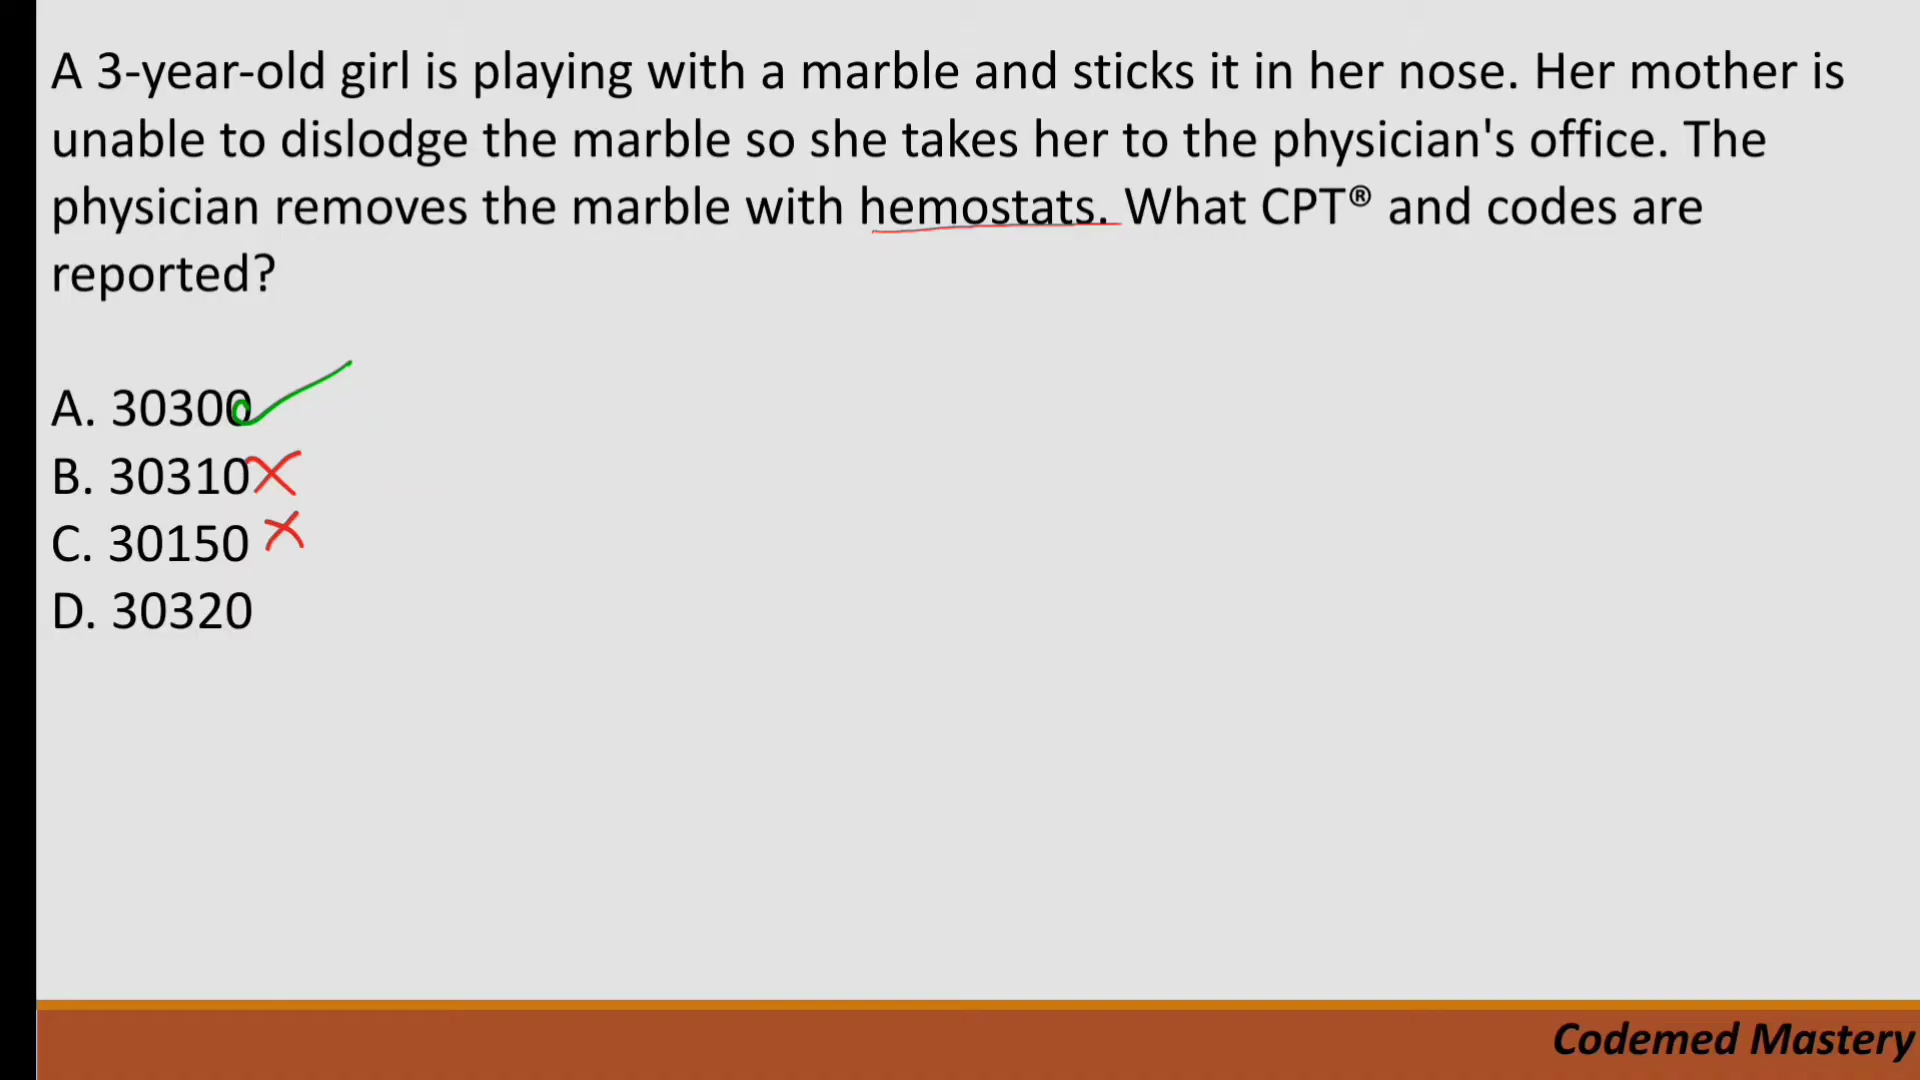 A 3-year-old girl is playing with a marble and sticks it in her nose. Her mother is
unable to dislodge the marble so she takes her to the physician's office. The
physician removes the marble with hemostats. What CPT® and codes are
reported?
A. 30300
B. 30310
C. 30150
D. 30320
Codemed Mastery